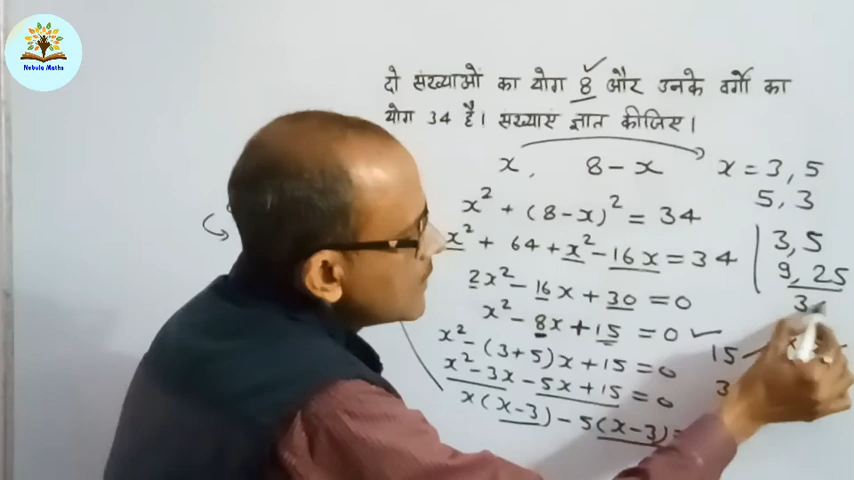 Nebula Maths
दो संख्याओं का योग 8 और उनके वर्गों का
योग 34 है। संख्याएं ज्ञात कीजिए।
x, 8-x
x = 3, 5
5, 3
x² + (8-x)² = 34
x² + 64 + x² - 16x = 34
2x² - 16x + 30 = 0
x² - 8x + 15 = 0
x² - (3+5)x + 15 = 0
x² - 3x - 5x + 15 = 0
x(x-3) - 5(x-3)
3, 5
9, 25
3
15
3